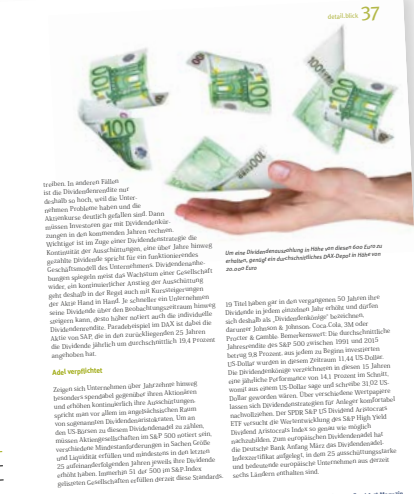 detail.blick 37
treiben. In anderen Fällen
ist die Dividendenrendite nur
deshalb so hoch, weil die Unter-
nehmen Probleme haben und die
Aktienkurse deutlich gefallen sind. Dann
müssen Investoren gar mit Dividendenkür-
zungen in den kommenden Jahren rechnen.
Wichtiger ist im Zuge einer Dividendenstrategie die
Kontinuität der Ausschüttungen, eine über Jahre hinweg
gezahlte Dividende spricht für ein funktionierendes
Geschäftsmodell des Unternehmens. Dividendenanhe-
bungen spiegeln meist das Wachstum einer Gesellschaft
wider, ein kontinuierlicher Anstieg der Ausschüttung
geht deshalb in der Regel auch mit Kurssteigerungen
der Aktie Hand in Hand. Je schneller ein Unternehmen
seine Dividende über den Beobachtungszeitraum hinweg
steigern kann, desto höher notiert auch die individuelle
Dividendenrendite. Paradebeispiel im DAX ist dabei die
Aktie von SAP, die in den zurückliegenden 25 Jahren
die Dividende jährlich um durchschnittlich 19,4 Prozent
angehoben hat.
Adel verpflichtet
Zeigen sich Unternehmen über Jahrzehnte hinweg
besonders spendabel gegenüber ihren Aktionären
und erhöhen kontinuierlich ihre Ausschüttungen,
spricht man vor allem im angelsächsischen Raum
von sogenannten Dividendenaristokraten. Um an
den US-Börsen zu diesem Dividendenadel zu zählen,
müssen Aktiengesellschaften im S&P 500 notiert sein,
verschiedene Mindestanforderungen in Sachen Größe
und Liquidität erfüllen und mindestens in den letzten
25 aufeinanderfolgenden Jahren jeweils ihre Dividende
erhöht haben. Immerhin 51 der 500 im S&P-Index
gelisteten Gesellschaften erfüllen derzeit diese Standards.
Um eine Dividendenauszahlung in Höhe von diesen 600 Euro zu
erhalten, genügt ein durchschnittliches DAX-Depot in Höhe von
20.000 Euro
19 Titel haben gar in den vergangenen 50 Jahren ihre
Dividende in jedem einzelnen Jahr erhöht und dürfen
sich deshalb als „Dividendenkönige" bezeichnen,
darunter Johnson & Johnson, Coca-Cola, 3M oder
Procter & Gamble. Bemerkenswert: Die durchschnittliche
Jahresrendite des S&P 500 zwischen 1991 und 2015
betrug 9,8 Prozent, aus jedem zu Beginn investierten
US-Dollar wurden in diesem Zeitraum 11,44 US-Dollar.
Die Dividendenkönige verzeichneten in diesen 15 Jahren
eine jährliche Performance von 14,1 Prozent im Schnitt,
womit aus einem US-Dollar sage und schreibe 31,02 US-
Dollar geworden wären. Über verschiedene Wertpapiere
lassen sich Dividendenstrategien für Anleger komfortabel
nachvollziehen. Der SPDR S&P US Dividend Aristocrats
ETF versucht die Wertentwicklung des S&P High Yield
Dividend Aristocrats Index so genau wie möglich
nachzubilden. Zum europäischen Dividendenadel hat
die Deutsche Bank Anfang März das Dividendenadel-
Indexzertifikat aufgelegt, in dem 25 ausschüttungsstarke
und bedeutende europäische Unternehmen aus derzeit
sechs Ländern enthalten sind.
100
100
100
100